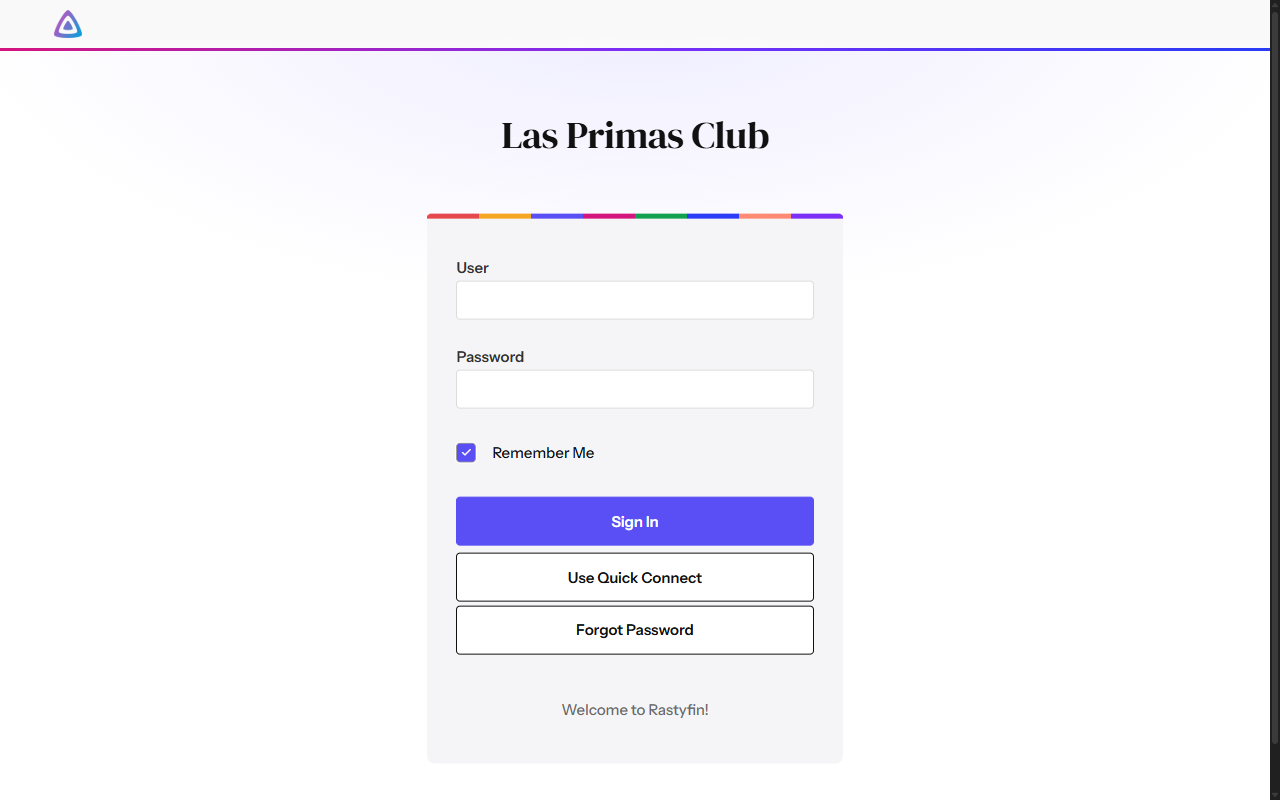 Las Primas Club
User
Password
Remember Me
Sign In
Use Quick Connect
Forgot Password
Welcome to Rastyfin!